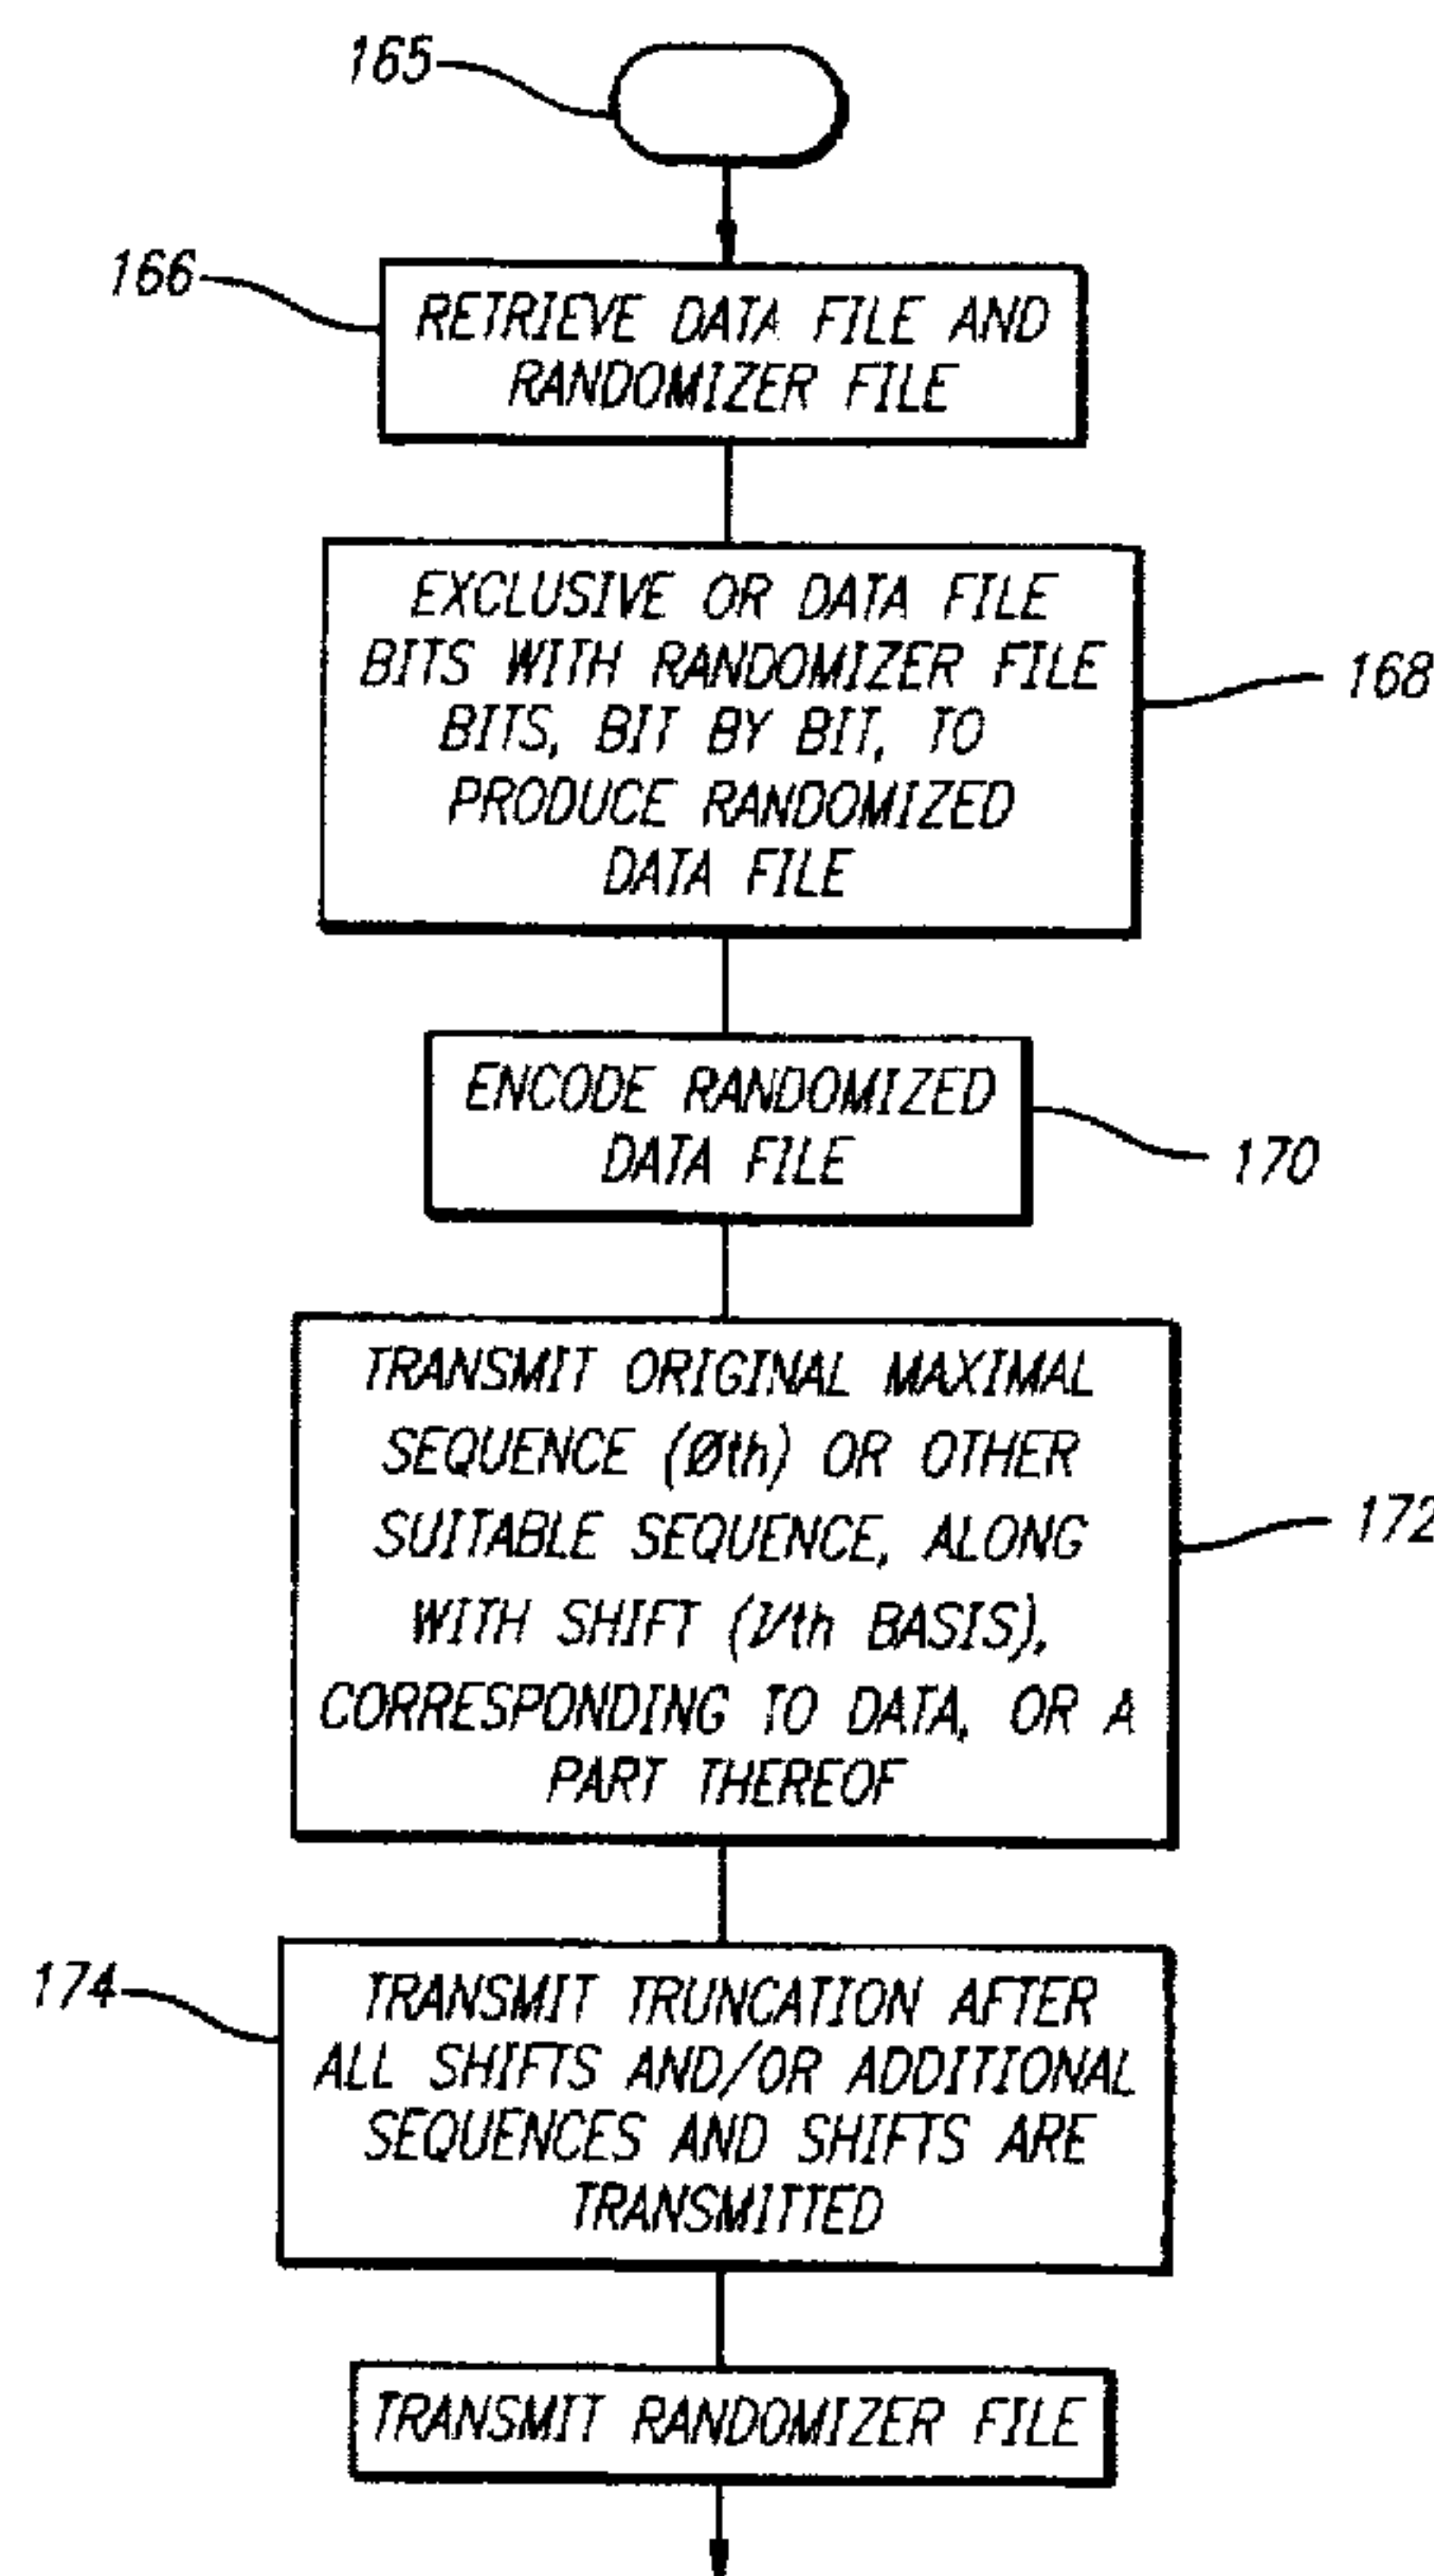 165
166
RETRIEVE DATA FILE AND
RANDOMIZER FILE
EXCLUSIVE OR DATA FILE
BITS WITH RANDOMIZER FILE
BITS, BIT BY BIT, TO
PRODUCE RANDOMIZED
DATA FILE
168
ENCODE RANDOMIZED
DATA FILE
170
TRANSMIT ORIGINAL MAXIMAL
SEQUENCE (Øth) OR OTHER
SUITABLE SEQUENCE, ALONG
WITH SHIFT (νth BASIS),
CORRESPONDING TO DATA, OR A
PART THEREOF
172
174
TRANSMIT TRUNCATION AFTER
ALL SHIFTS AND/OR ADDITIONAL
SEQUENCES AND SHIFTS ARE
TRANSMITTED
TRANSMIT RANDOMIZER FILE